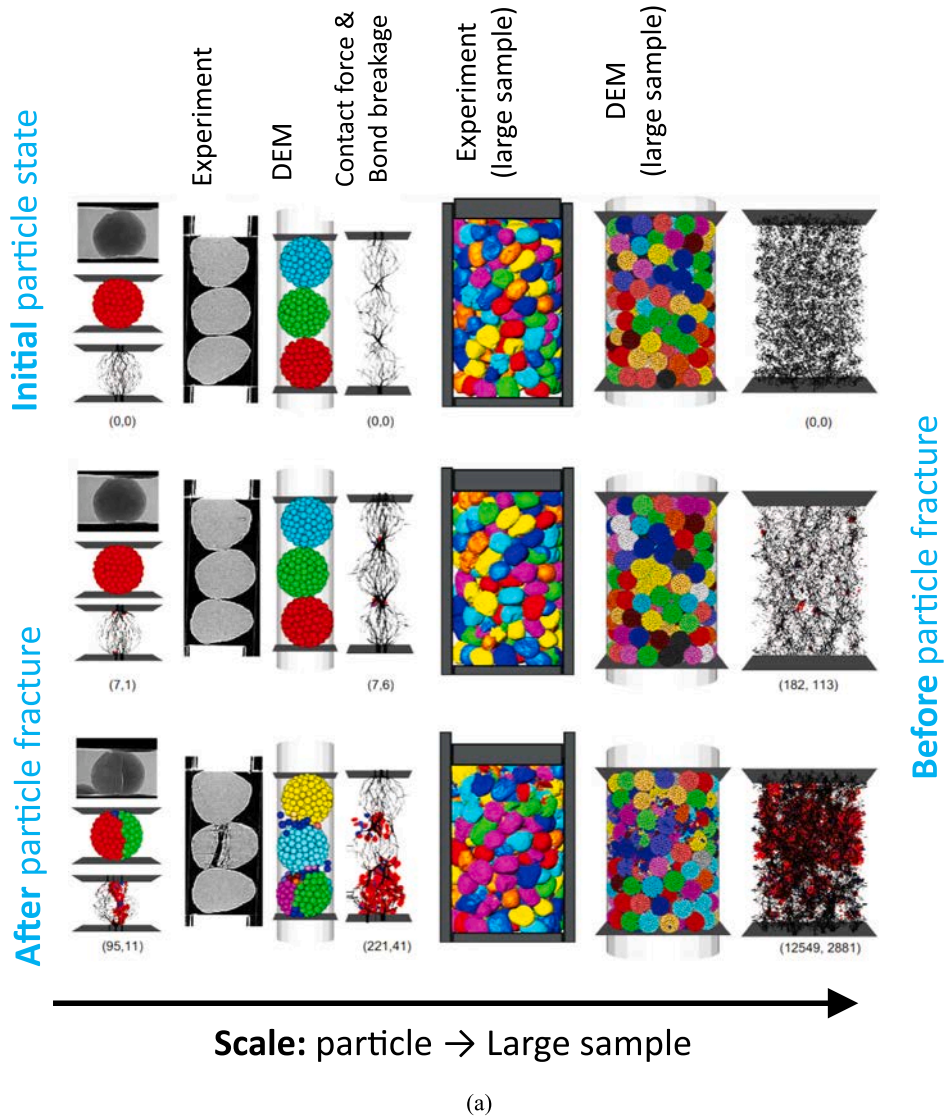 Experiment
DEM
Contact force &
Bond breakage
Experiment
(large sample)
DEM
(large sample)
Initial particle state
(0,0)
(0,0)
(0,0)
Before particle fracture
(7,1)
(7,6)
(182, 113)
After particle fracture
(95,11)
(221,41)
(12549, 2881)
Scale: particle → Large sample
(a)